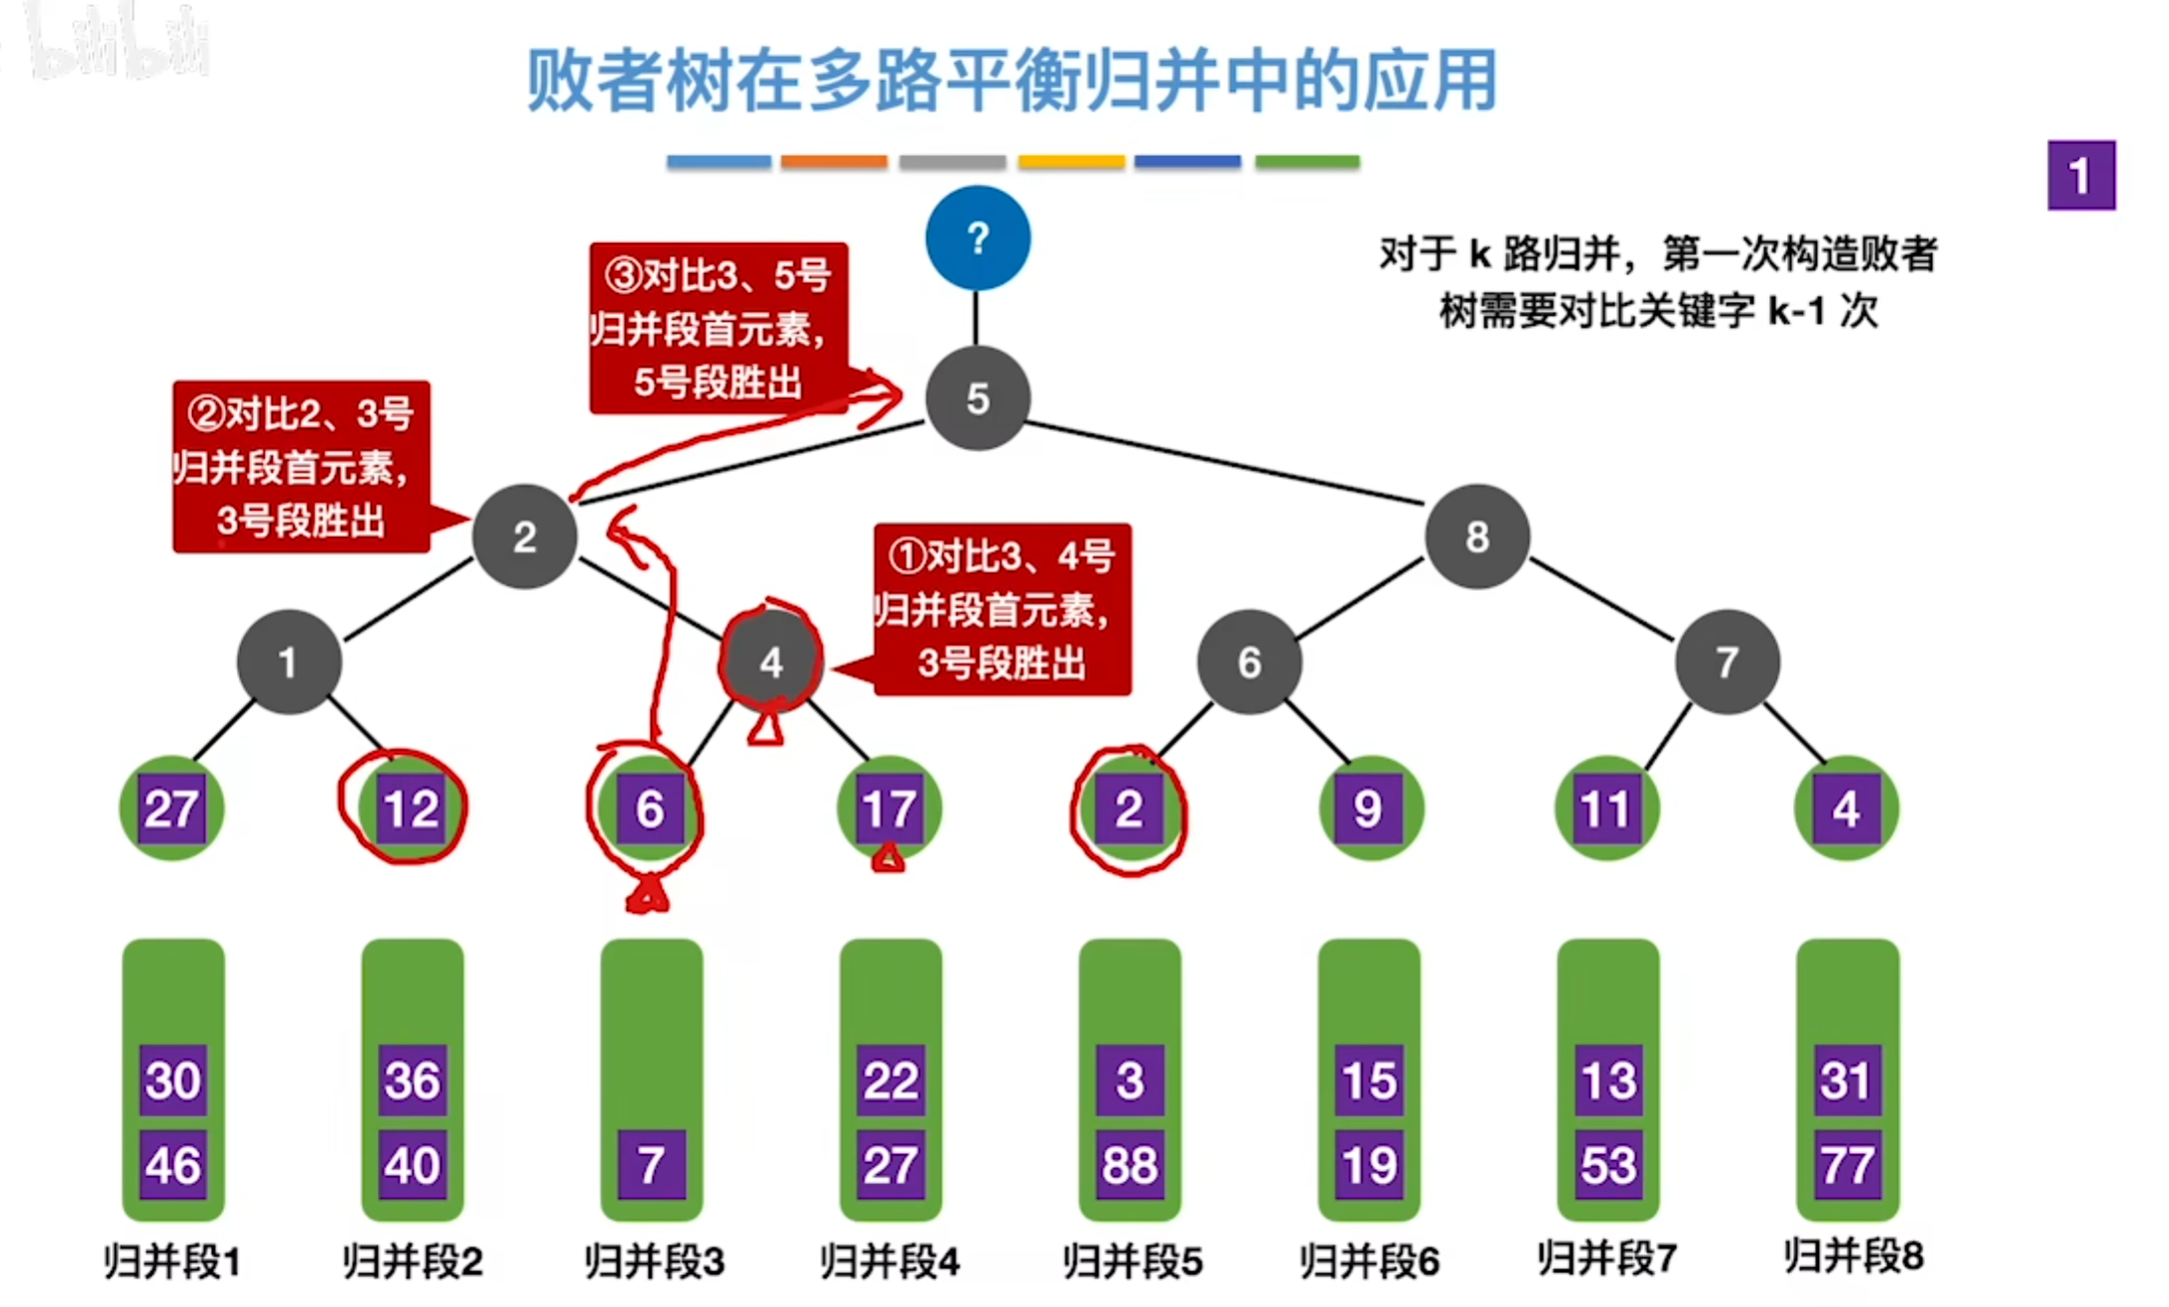 bilibili
败者树在多路平衡归并中的应用
1
?
对于 k 路归并，第一次构造败者
树需要对比关键字 k-1 次
③对比3、5号
归并段首元素，
5号段胜出
5
②对比2、3号
归并段首元素，
3号段胜出
2
8
①对比3、4号
归并段首元素，
3号段胜出
1
4
6
7
27 12 6 17 2 9 11 4
30 36 22 3 15 13 31
46 40 7 27 88 19 53 77
归并段1 归并段2 归并段3 归并段4 归并段5 归并段6 归并段7 归并段8